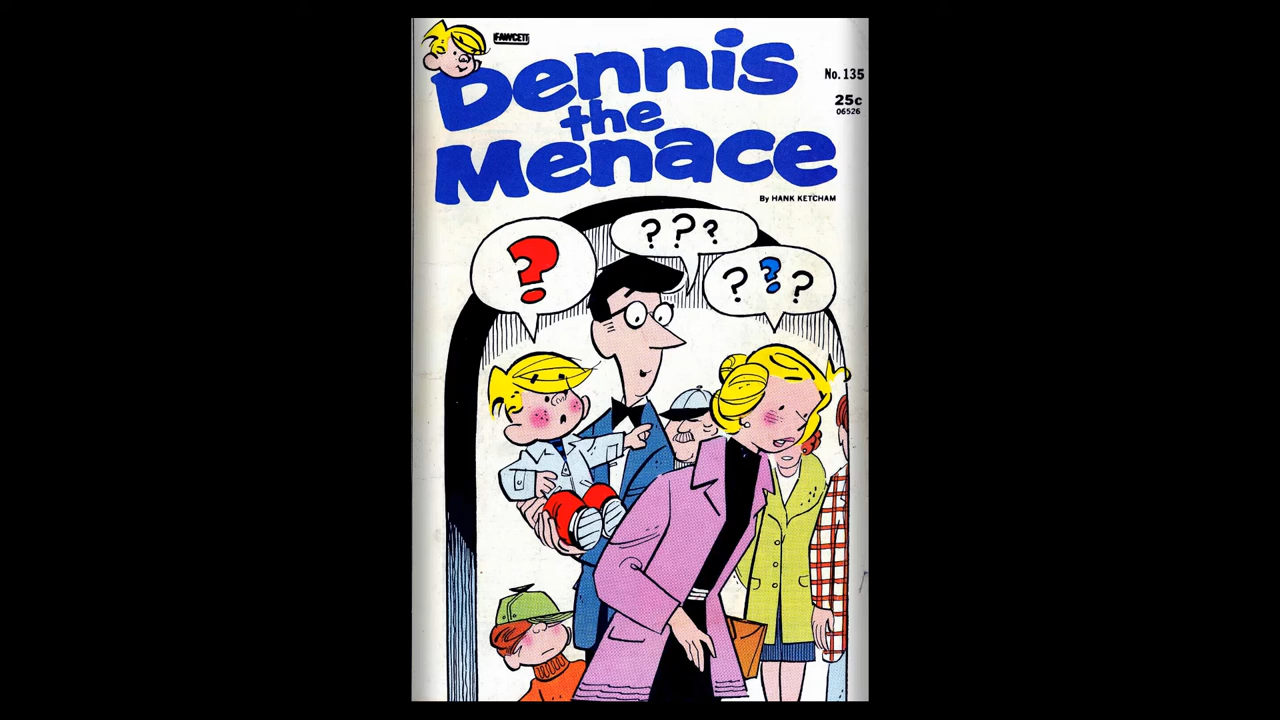 FAWCETT
Dennis
the
Menace
No. 135
25c
06526
By HANK KETCHAM
?
? ? ?
? ? ?